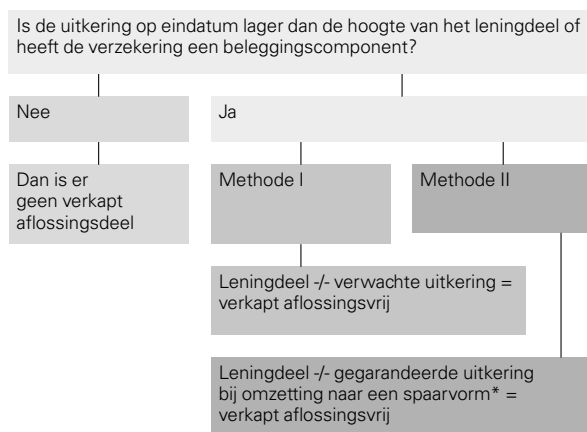 Is de uitkering op eindatum lager dan de hoogte van het leningdeel of
heeft de verzekering een beleggingscomponent?
Nee
Ja
Dan is er
geen verkapt
aflossingsdeel
Methode I
Methode II
Leningdeel -/- verwachte uitkering =
verkapt aflossingsvrij
Leningdeel -/- gegarandeerde uitkering
bij omzetting naar een spaarvorm* =
verkapt aflossingsvrij